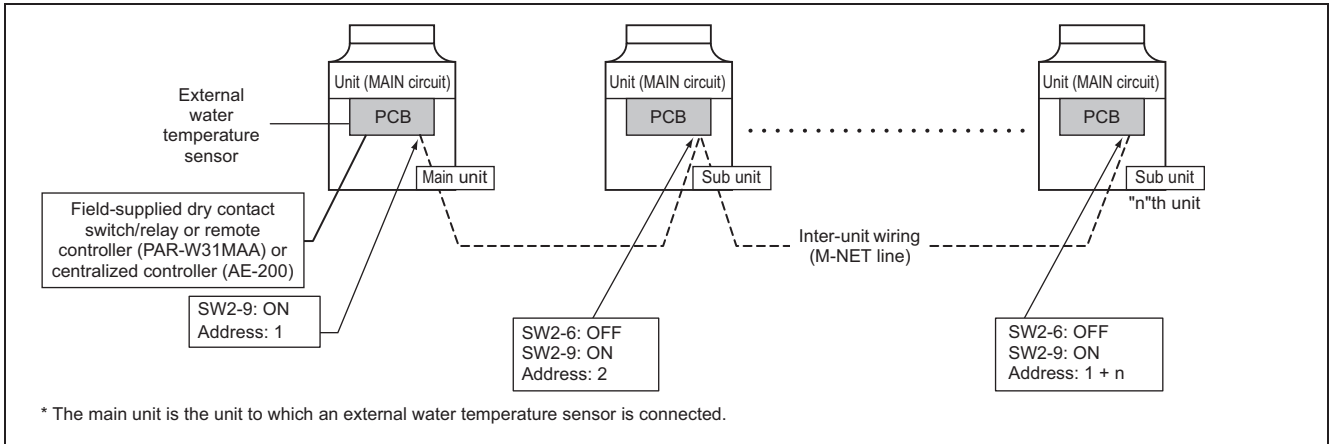 Unit (MAIN circuit)
PCB
External
water
temperature
sensor
Main unit
Field-supplied dry contact
switch/relay or remote
controller (PAR-W31MAA) or
centralized controller (AE-200)
SW2-9: ON
Address: 1
Unit (MAIN circuit)
PCB
Sub unit
SW2-6: OFF
SW2-9: ON
Address: 2
Inter-unit wiring
(M-NET line)
Unit (MAIN circuit)
PCB
Sub unit
"n"th unit
SW2-6: OFF
SW2-9: ON
Address: 1 + n
* The main unit is the unit to which an external water temperature sensor is connected.